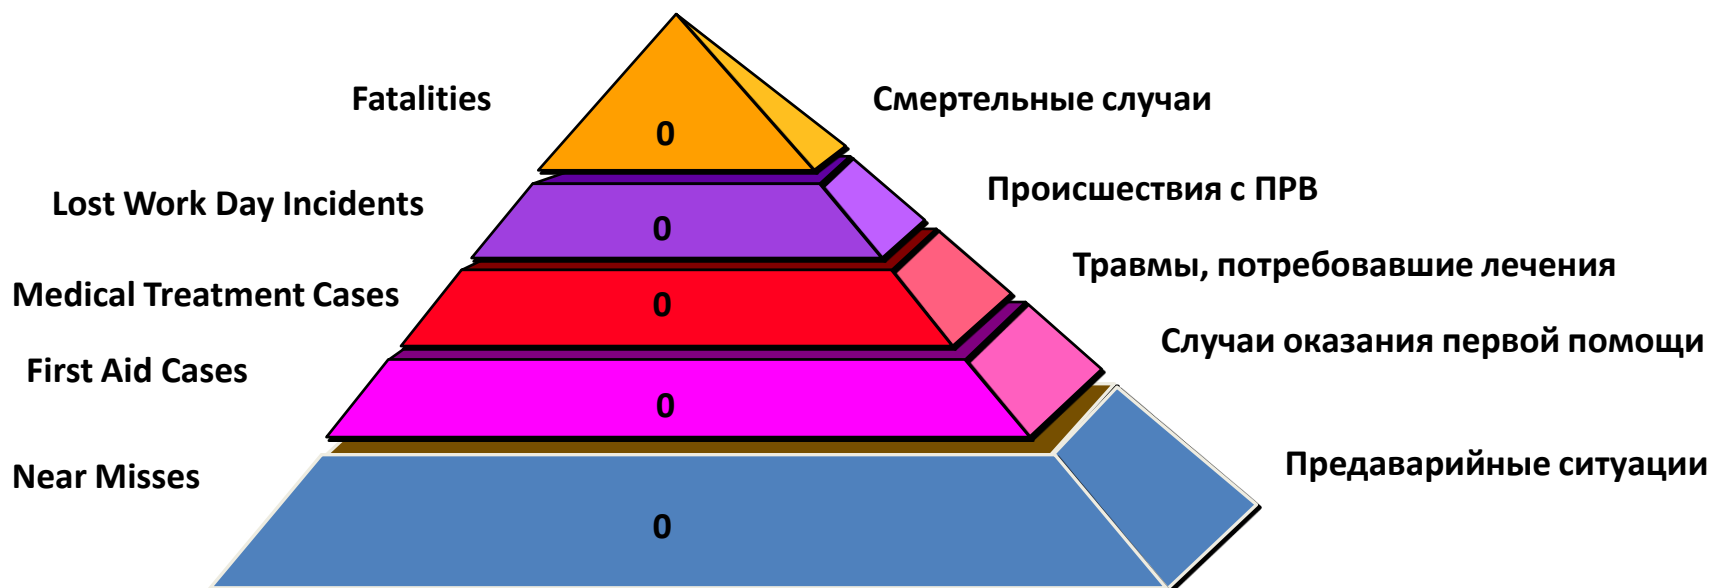 Fatalities
0
Смертельные случаи
Lost Work Day Incidents
0
Происшествия с ПРВ
Medical Treatment Cases
0
Травмы, потребовавшие лечения
First Aid Cases
0
Случаи оказания первой помощи
Near Misses
0
Предаварийные ситуации